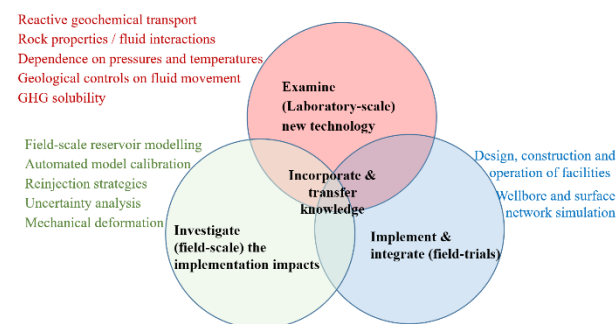 Reactive geochemical transport
Rock properties / fluid interactions
Dependence on pressures and temperatures
Geological controls on fluid movement
GHG solubility
Examine
(Laboratory-scale)
new technology
Field-scale reservoir modelling
Automated model calibration
Reinjection strategies
Uncertainty analysis
Mechanical deformation
Incorporate &
transfer
knowledge
Design, construction and
operation of facilities
Wellbore and surface
network simulation
Investigate
(field-scale) the
implementation impacts
Implement &
integrate (field-trials)